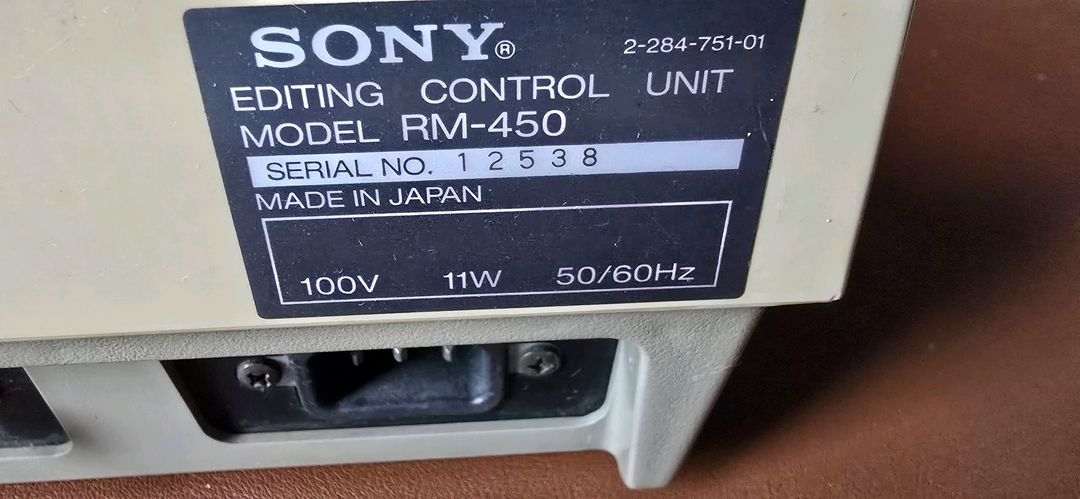 SONY® 2-284-751-01
EDITING CONTROL UNIT
MODEL RM-450
SERIAL NO. 12538
MADE IN JAPAN
100V 11W 50/60Hz